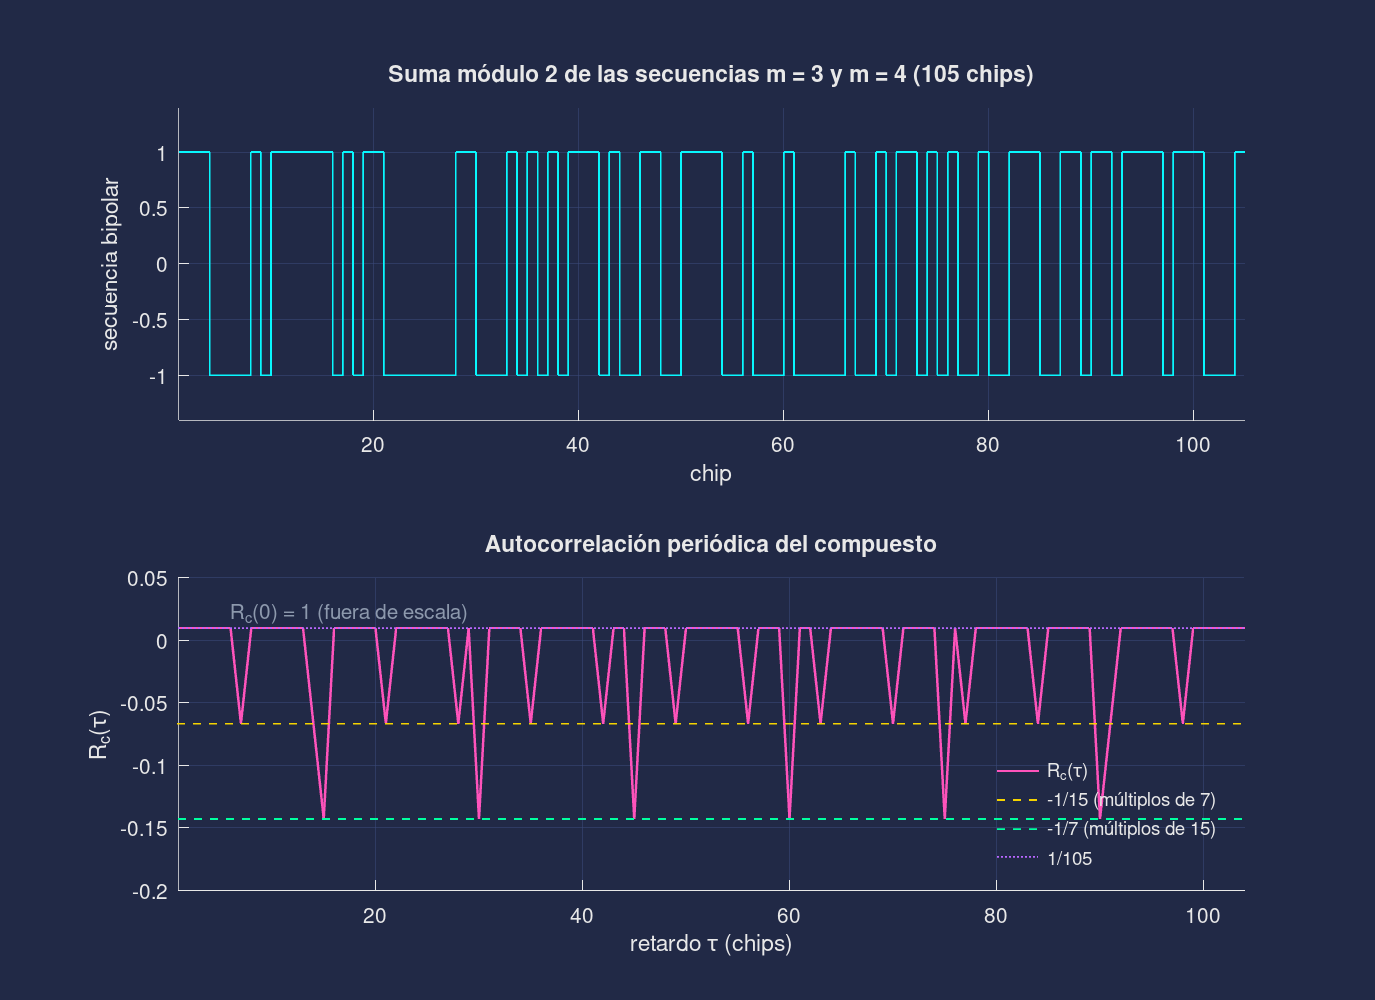 Suma módulo 2 de las secuencias m = 3 y m = 4 (105 chips)
1
0.5
0
-0.5
-1
secuencia bipolar
20 40 60 80 100
chip
Autocorrelación periódica del compuesto
0.05
0
-0.05
-0.1
-0.15
-0.2
R_c(τ)
R_c(0) = 1 (fuera de escala)
R_c(τ)
-1/15 (múltiplos de 7)
-1/7 (múltiplos de 15)
1/105
20 40 60 80 100
retardo τ (chips)